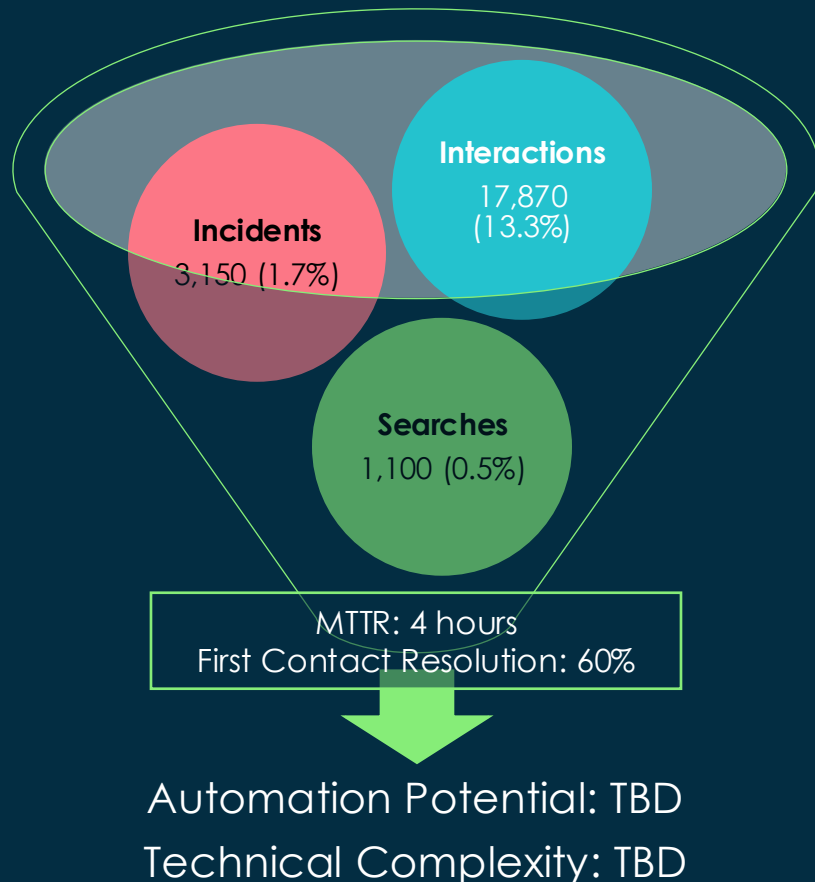 Interactions
17,870
(13.3%)
Incidents
3,150 (1.7%)
Searches
1,100 (0.5%)
MTTR: 4 hours
First Contact Resolution: 60%
Automation Potential: TBD
Technical Complexity: TBD